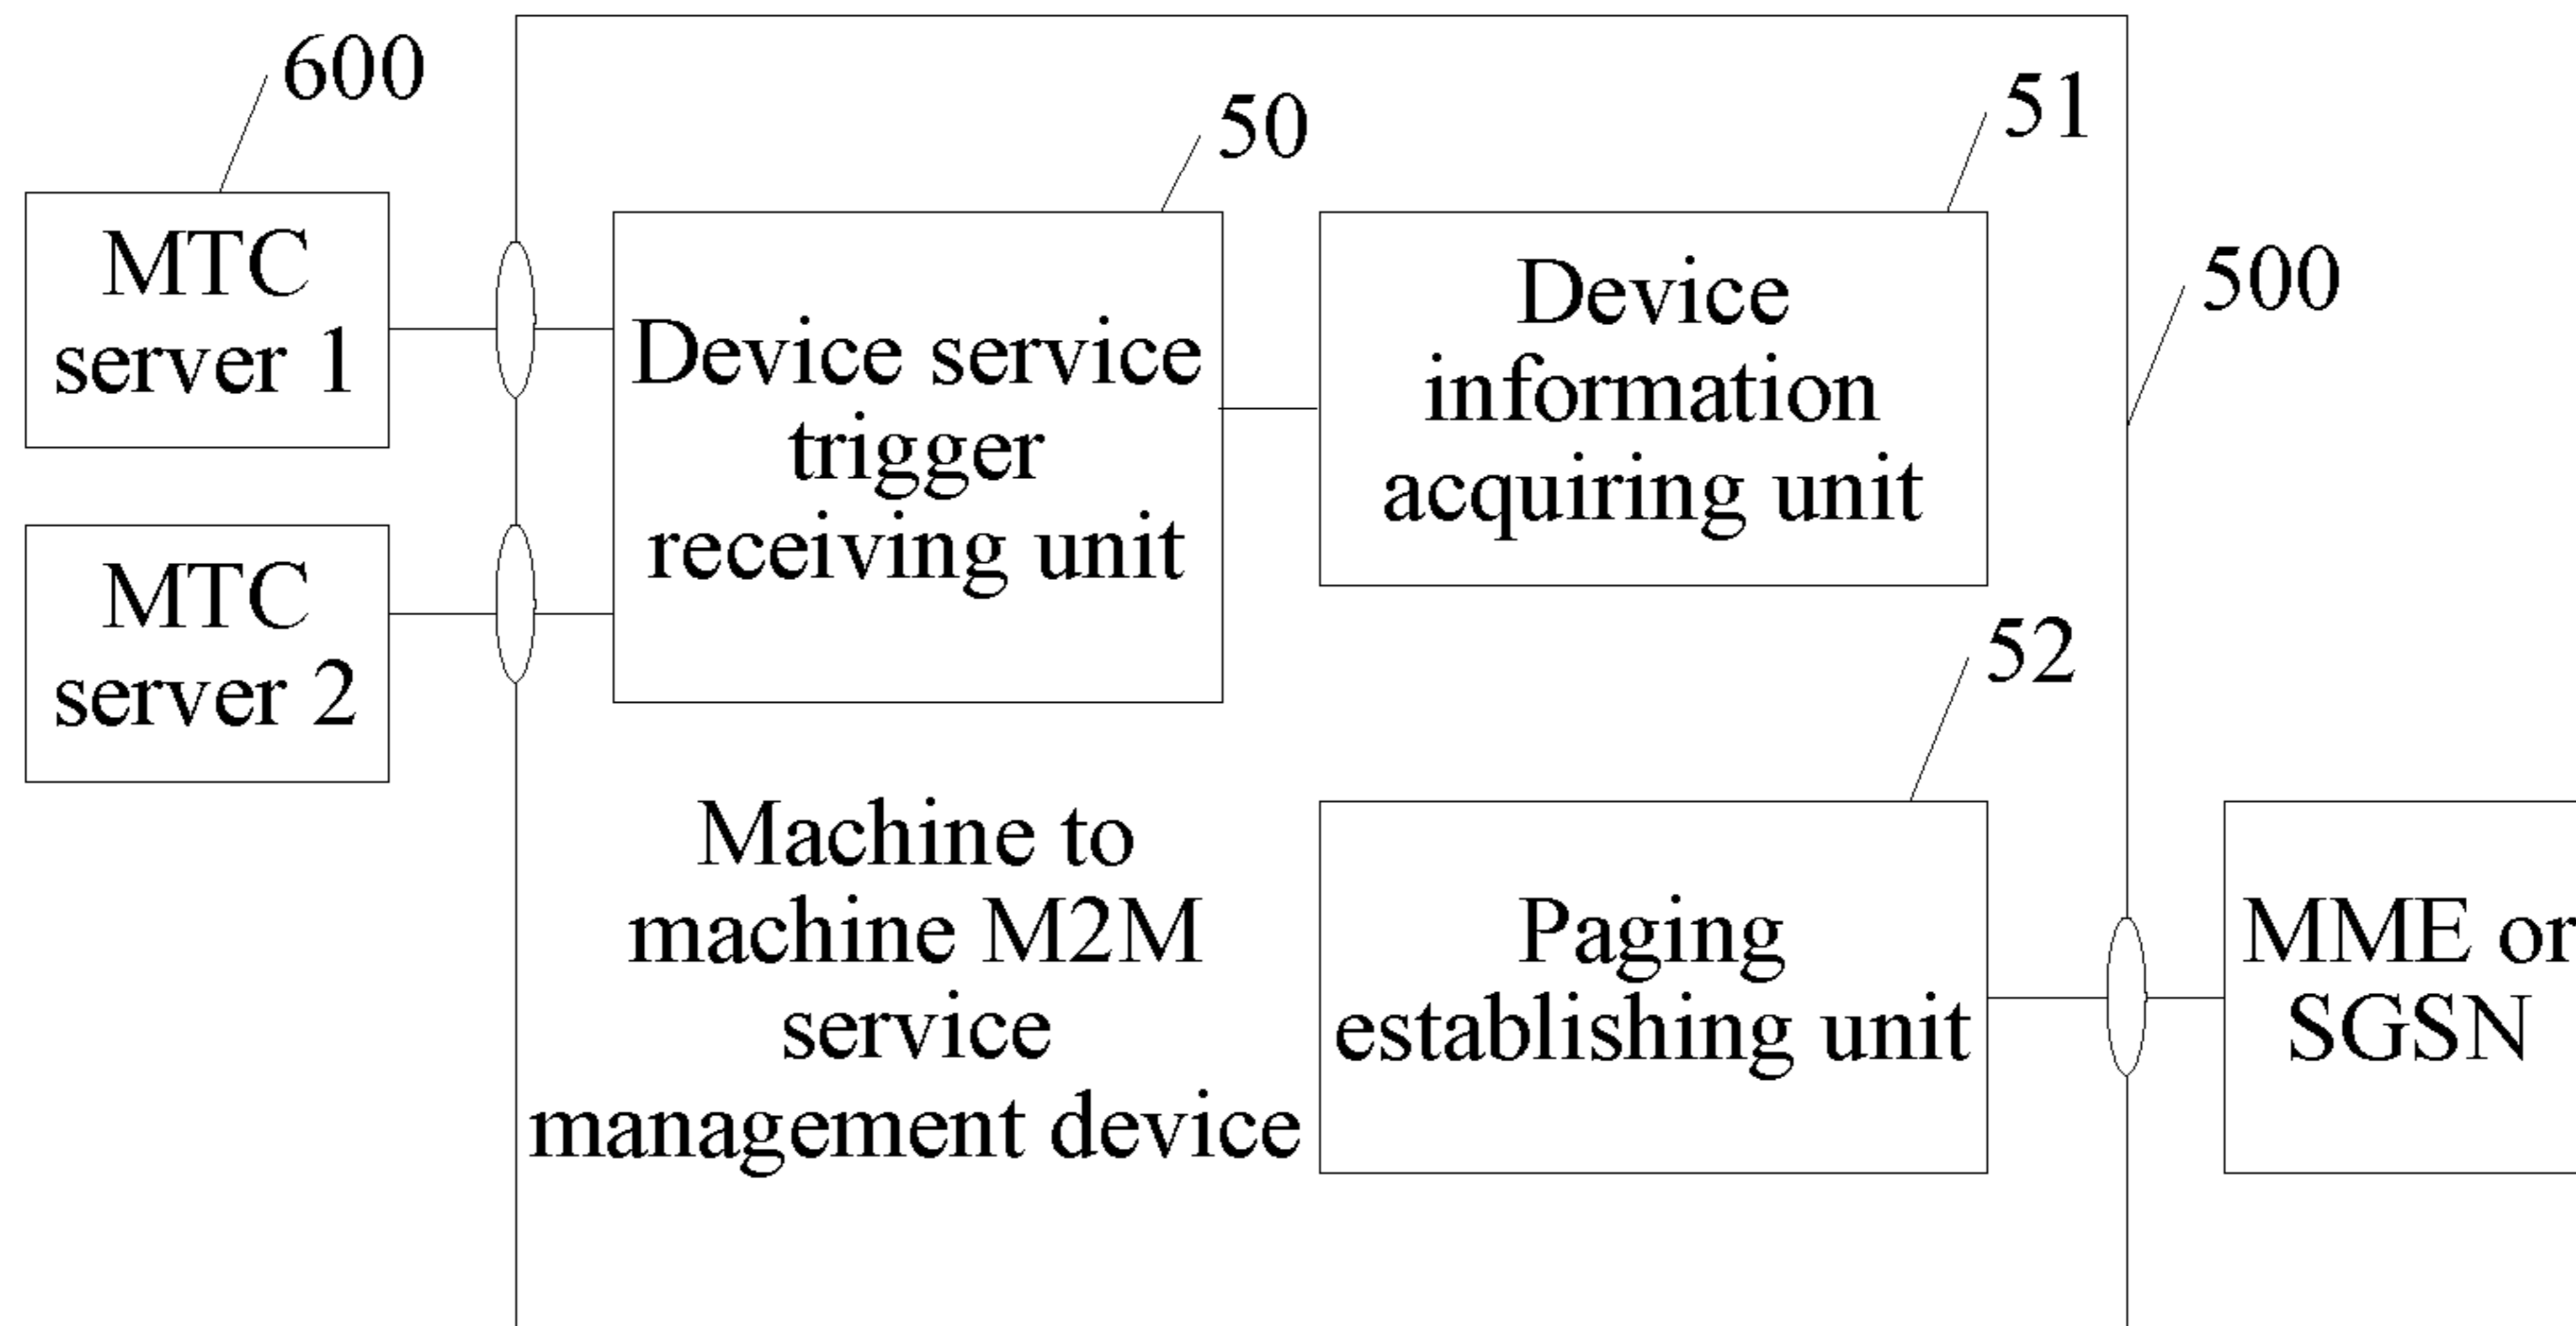 600
50
51
500
MTC
server 1
Device service
trigger
receiving unit
Device
information
acquiring unit
MTC
server 2
52
Machine to
machine M2M
service
management device
Paging
establishing unit
MME or
SGSN